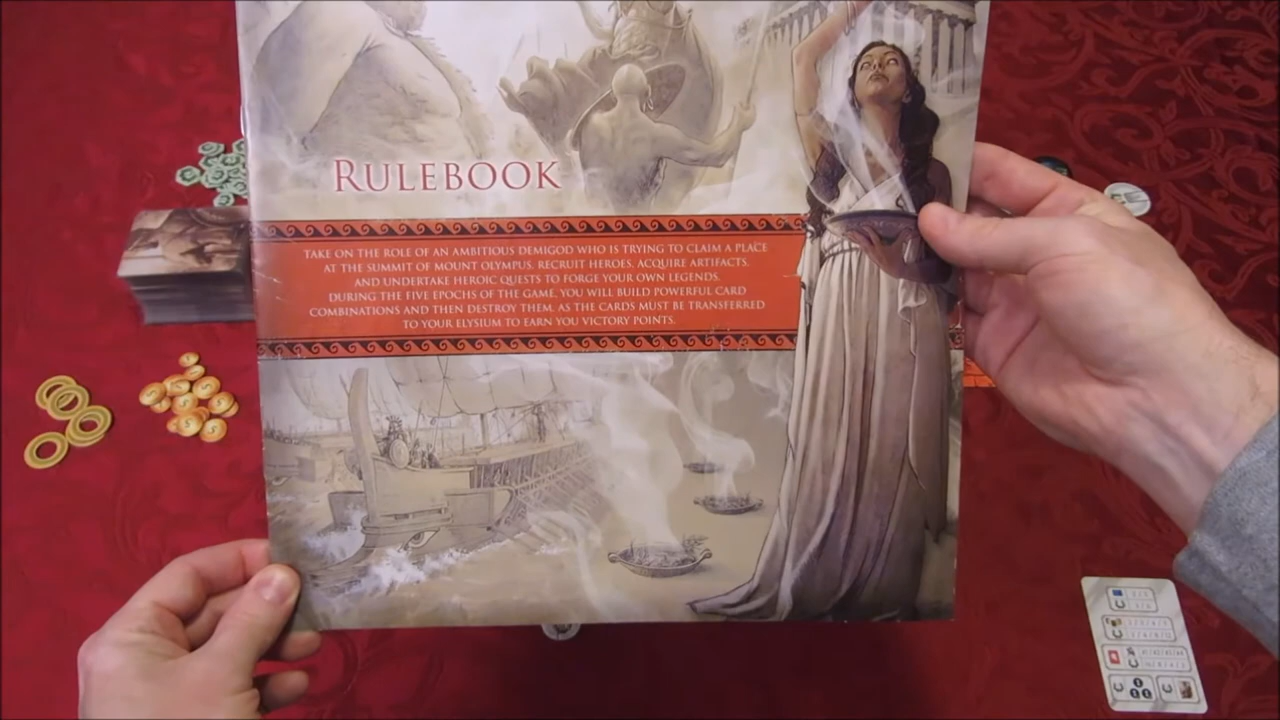 RULEBOOK
TAKE ON THE ROLE OF AN AMBITIOUS DEMIGOD WHO IS TRYING TO CLAIM A PLACE
AT THE SUMMIT OF MOUNT OLYMPUS. RECRUIT HEROES, ACQUIRE ARTIFACTS,
AND UNDERTAKE HEROIC QUESTS TO FORGE YOUR OWN LEGENDS.
DURING THE FIVE EPOCHS OF THE GAME, YOU WILL BUILD POWERFUL CARD
COMBINATIONS AND THEN DESTROY THEM, AS THE CARDS MUST BE TRANSFERRED
TO YOUR ELYSIUM TO EARN YOU VICTORY POINTS.